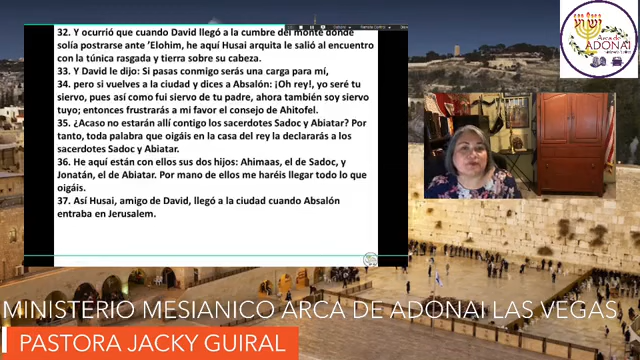 32. Y ocurrió que cuando David llegó a la cumbre del monte donde
solía postrarse ante 'Elohim, he aquí Husai arquita le salió al encuentro
con la túnica rasgada y tierra sobre su cabeza.
33. Y David le dijo: Si pasas conmigo serás una carga para mí,
34. pero si vuelves a la ciudad y dices a Absalón: ¡Oh rey!, yo seré tu
siervo, pues así como fui siervo de tu padre, ahora también soy siervo
tuyo; entonces frustrarás a mi favor el consejo de Ahitofel.
35. ¿Acaso no estarán allí contigo los sacerdotes Sadoc y Abiatar? Por
tanto, toda palabra que oigáis en la casa del rey la declararás a los
sacerdotes Sadoc y Abiatar.
36. He aquí están con ellos sus dos hijos: Ahimaas, el de Sadoc, y
Jonatán, el de Abiatar. Por mano de ellos me haréis llegar todo lo que
oigáis.
37. Así Husai, amigo de David, llegó a la ciudad cuando Absalón
entraba en Jerusalem.
Arca de
ADONAI
MINISTERIO MESIANICO ARCA DE ADONAI LAS VEGAS
PASTORA JACKY GUIRAL